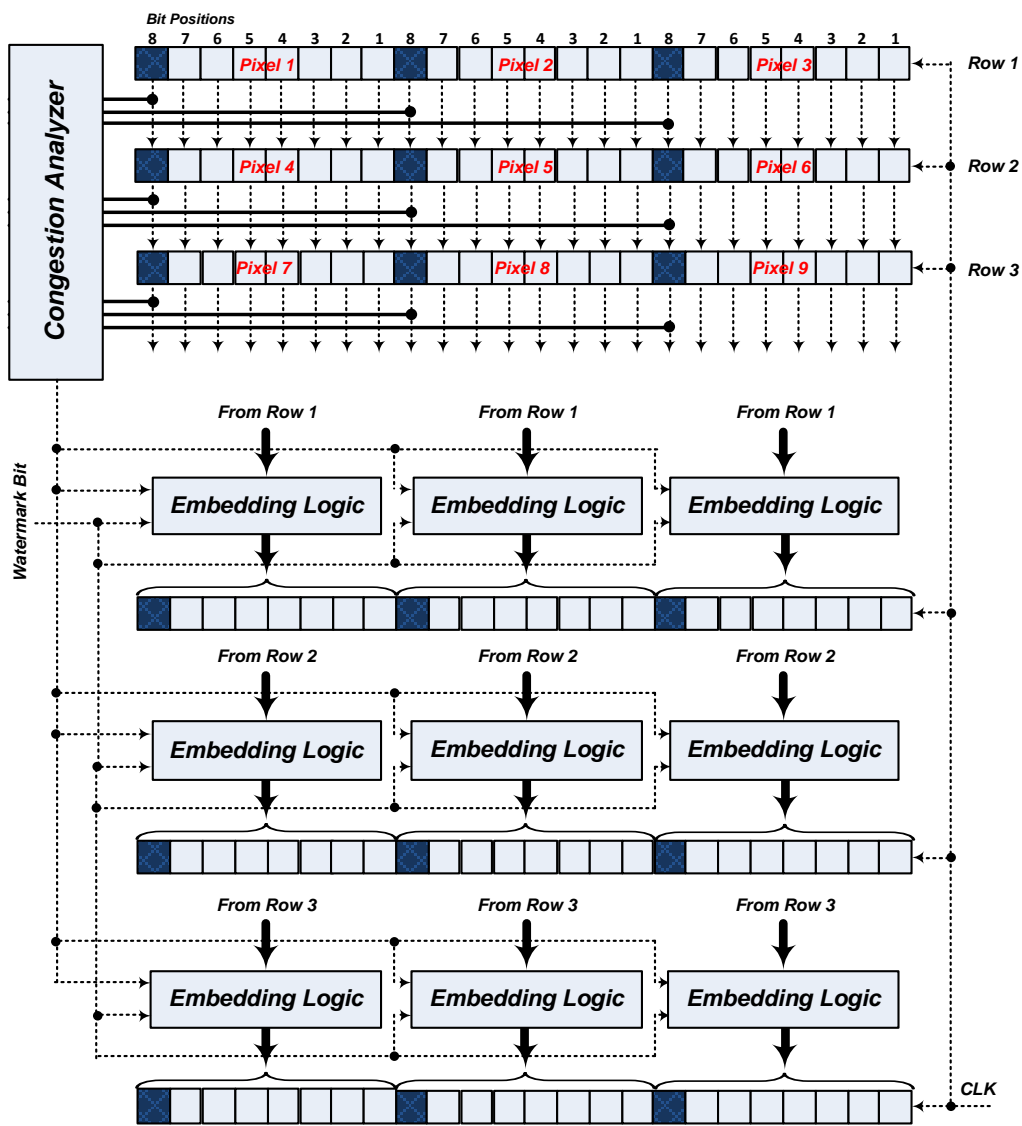 Bit Positions
8 7 6 5 4 3 2 1 8 7 6 5 4 3 2 1 8 7 6 5 4 3 2 1
Pixel 1 Pixel 2 Pixel 3 Row 1
Congestion Analyzer
Pixel 4 Pixel 5 Pixel 6 Row 2
Pixel 7 Pixel 8 Pixel 9 Row 3
From Row 1 From Row 1 From Row 1
Watermark Bit
Embedding Logic Embedding Logic Embedding Logic
From Row 2 From Row 2 From Row 2
Embedding Logic Embedding Logic Embedding Logic
From Row 3 From Row 3 From Row 3
Embedding Logic Embedding Logic Embedding Logic
CLK